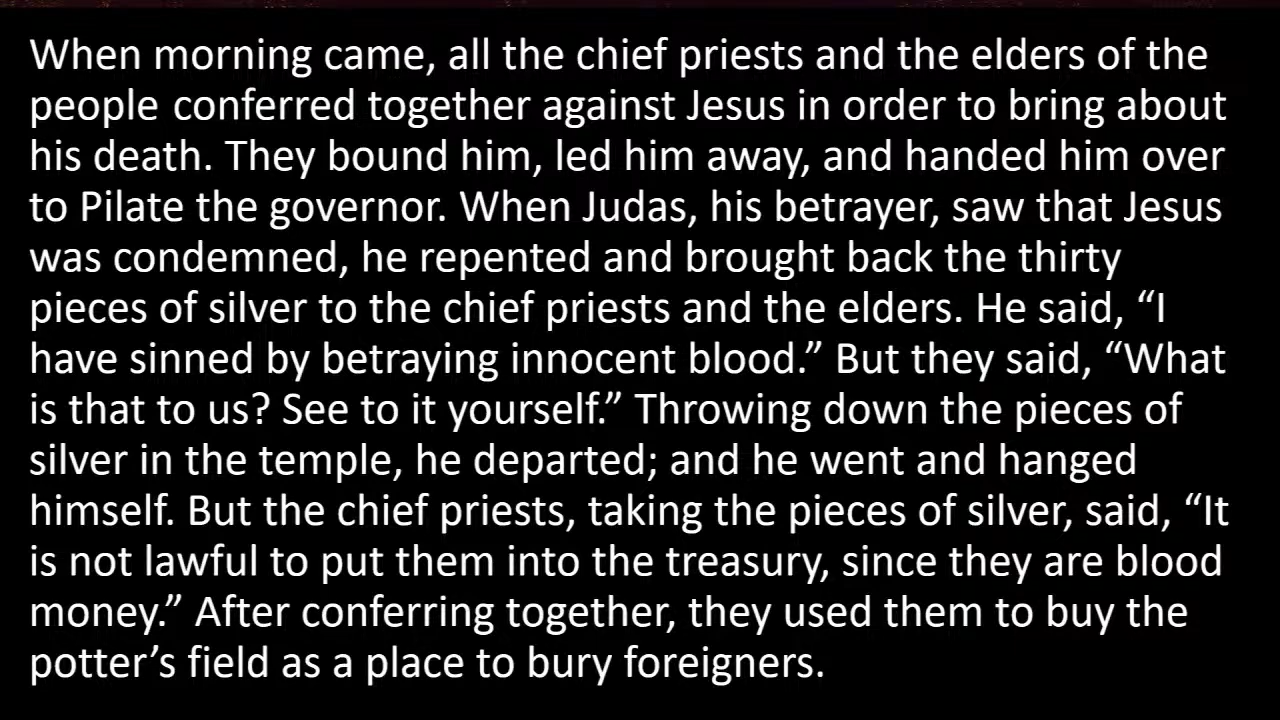 When morning came, all the chief priests and the elders of the
people conferred together against Jesus in order to bring about
his death. They bound him, led him away, and handed him over
to Pilate the governor. When Judas, his betrayer, saw that Jesus
was condemned, he repented and brought back the thirty
pieces of silver to the chief priests and the elders. He said, “I
have sinned by betraying innocent blood.” But they said, “What
is that to us? See to it yourself.” Throwing down the pieces of
silver in the temple, he departed; and he went and hanged
himself. But the chief priests, taking the pieces of silver, said, “It
is not lawful to put them into the treasury, since they are blood
money.” After conferring together, they used them to buy the
potter’s field as a place to bury foreigners.